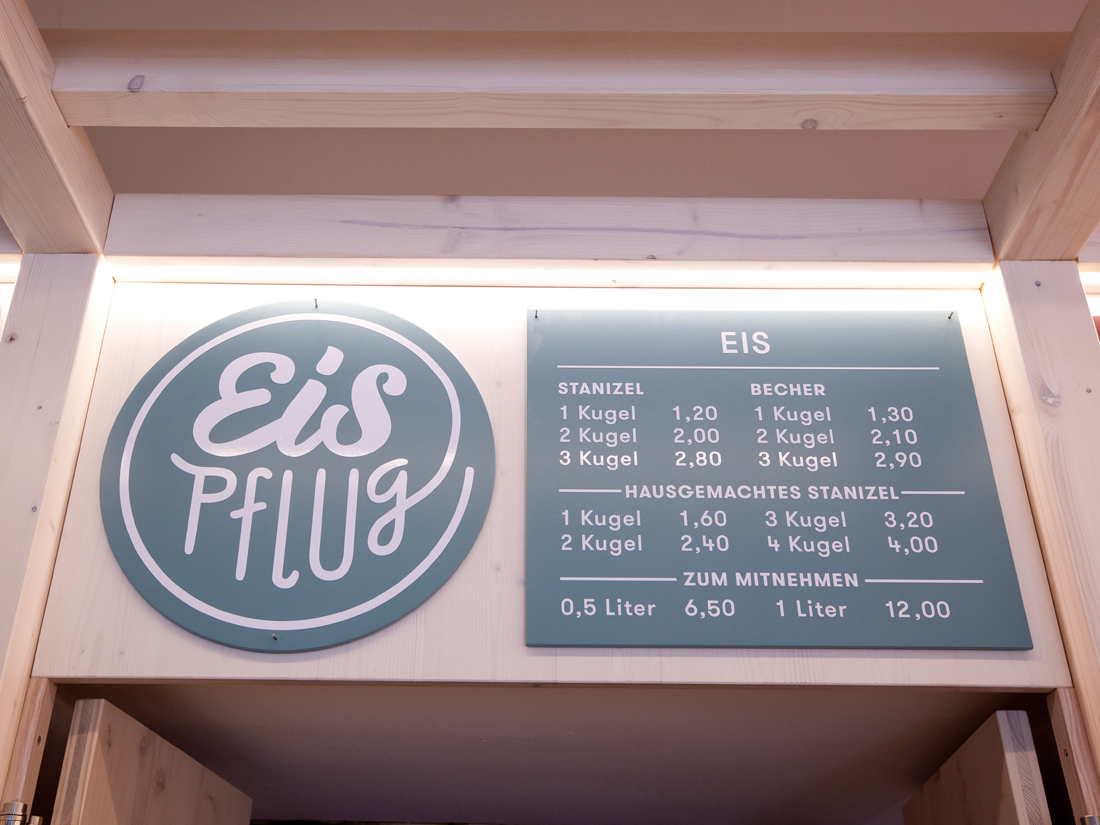 Eis
Pflug
EIS
STANIZEL BECHER
1 Kugel 1,20 1 Kugel 1,30
2 Kugel 2,00 2 Kugel 2,10
3 Kugel 2,80 3 Kugel 2,90
HAUSGEMACHTES STANIZEL
1 Kugel 1,60 3 Kugel 3,20
2 Kugel 2,40 4 Kugel 4,00
ZUM MITNEHMEN
0,5 Liter 6,50 1 Liter 12,00